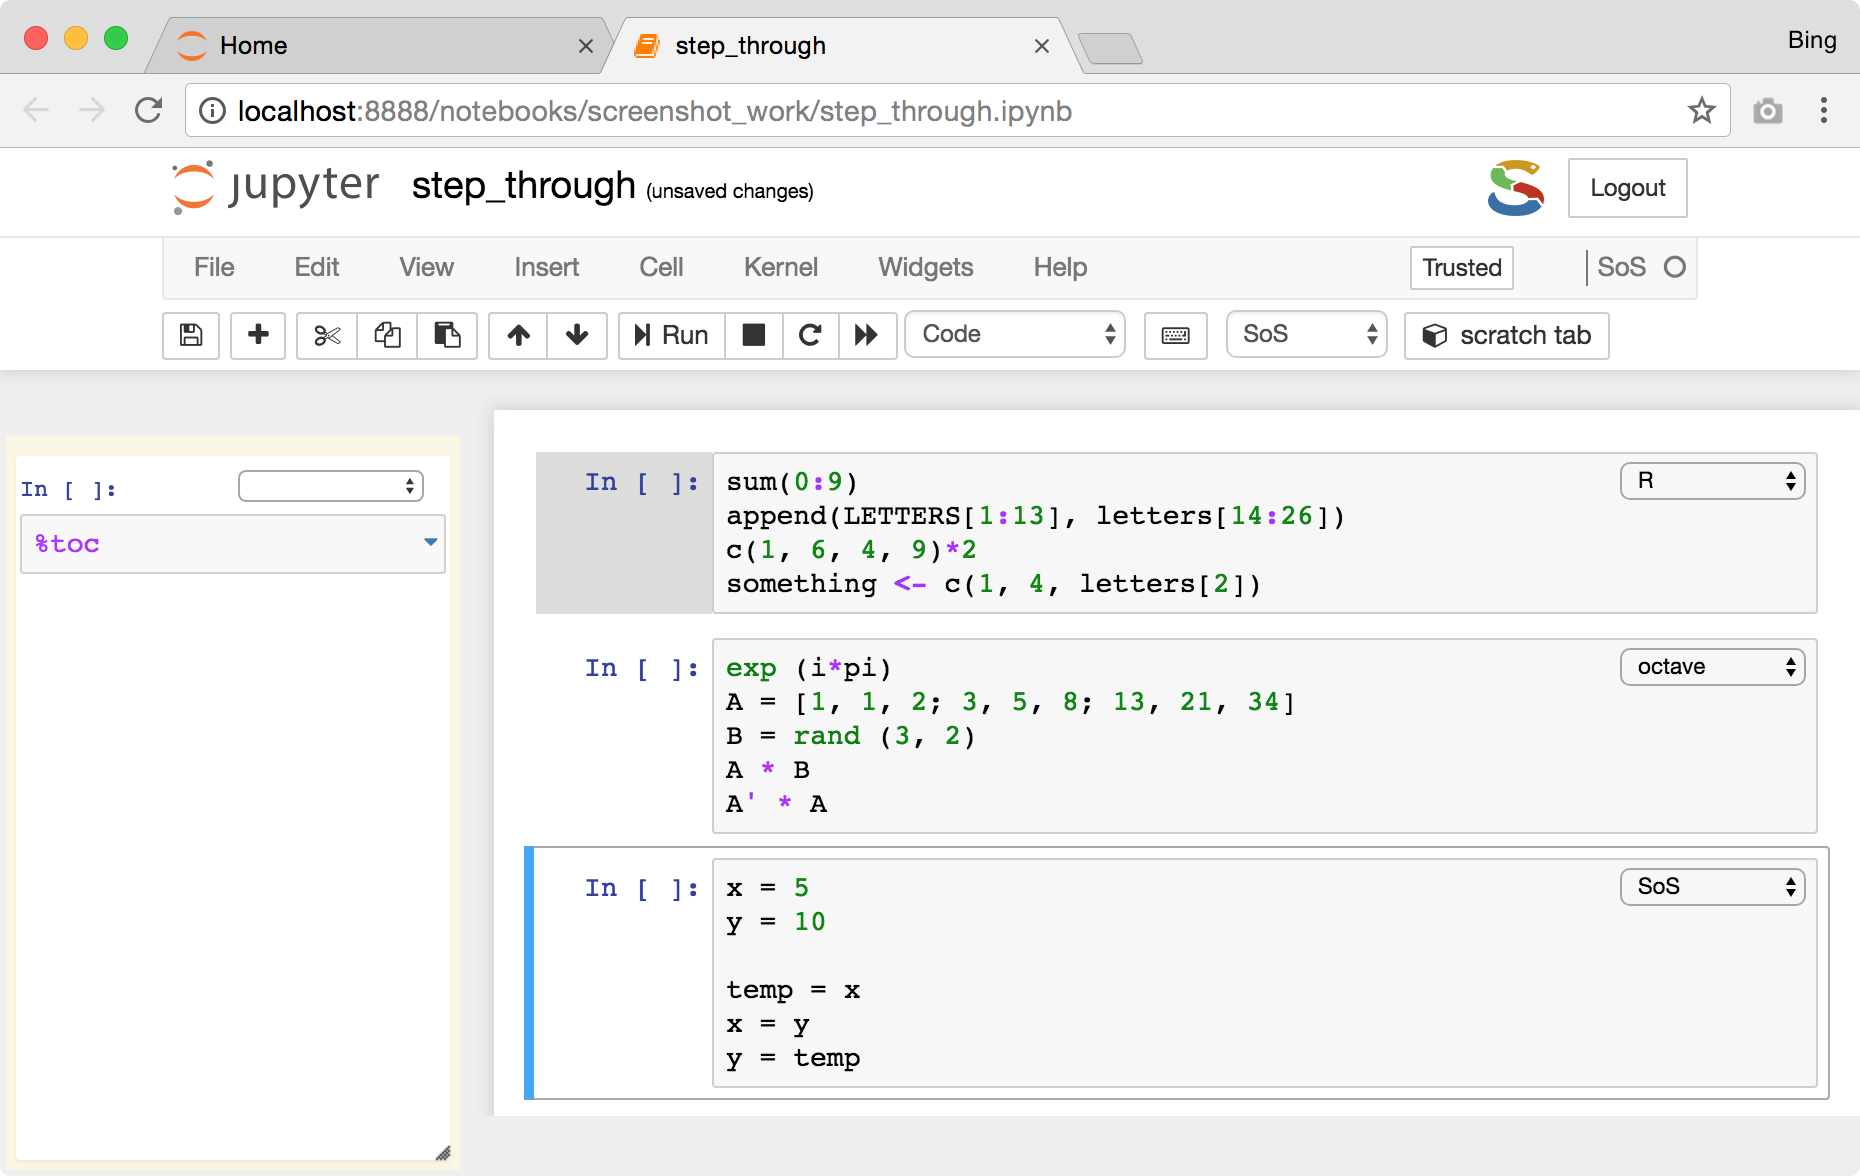 Home
step_through
Bing
localhost:8888/notebooks/screenshot_work/step_through.ipynb
jupyter step_through (unsaved changes)
Logout
File Edit View Insert Cell Kernel Widgets Help Trusted SoS
Run Code SoS scratch tab
In [ ]:
%toc
In [ ]: sum(0:9) R
append(LETTERS[1:13], letters[14:26])
c(1, 6, 4, 9)*2
something <- c(1, 4, letters[2])
In [ ]: exp (i*pi) octave
A = [1, 1, 2; 3, 5, 8; 13, 21, 34]
B = rand (3, 2)
A * B
A' * A
In [ ]: x = 5 SoS
y = 10
temp = x
x = y
y = temp